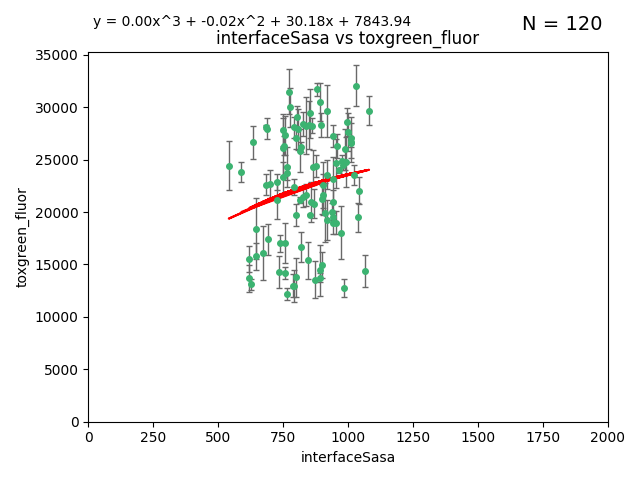 y = 0.00x^3 + -0.02x^2 + 30.18x + 7843.94
N = 120
interfaceSasa vs toxgreen_fluor
35000
30000
25000
20000
15000
10000
5000
0
toxgreen_fluor
0 250 500 750 1000 1250 1500 1750 2000
interfaceSasa